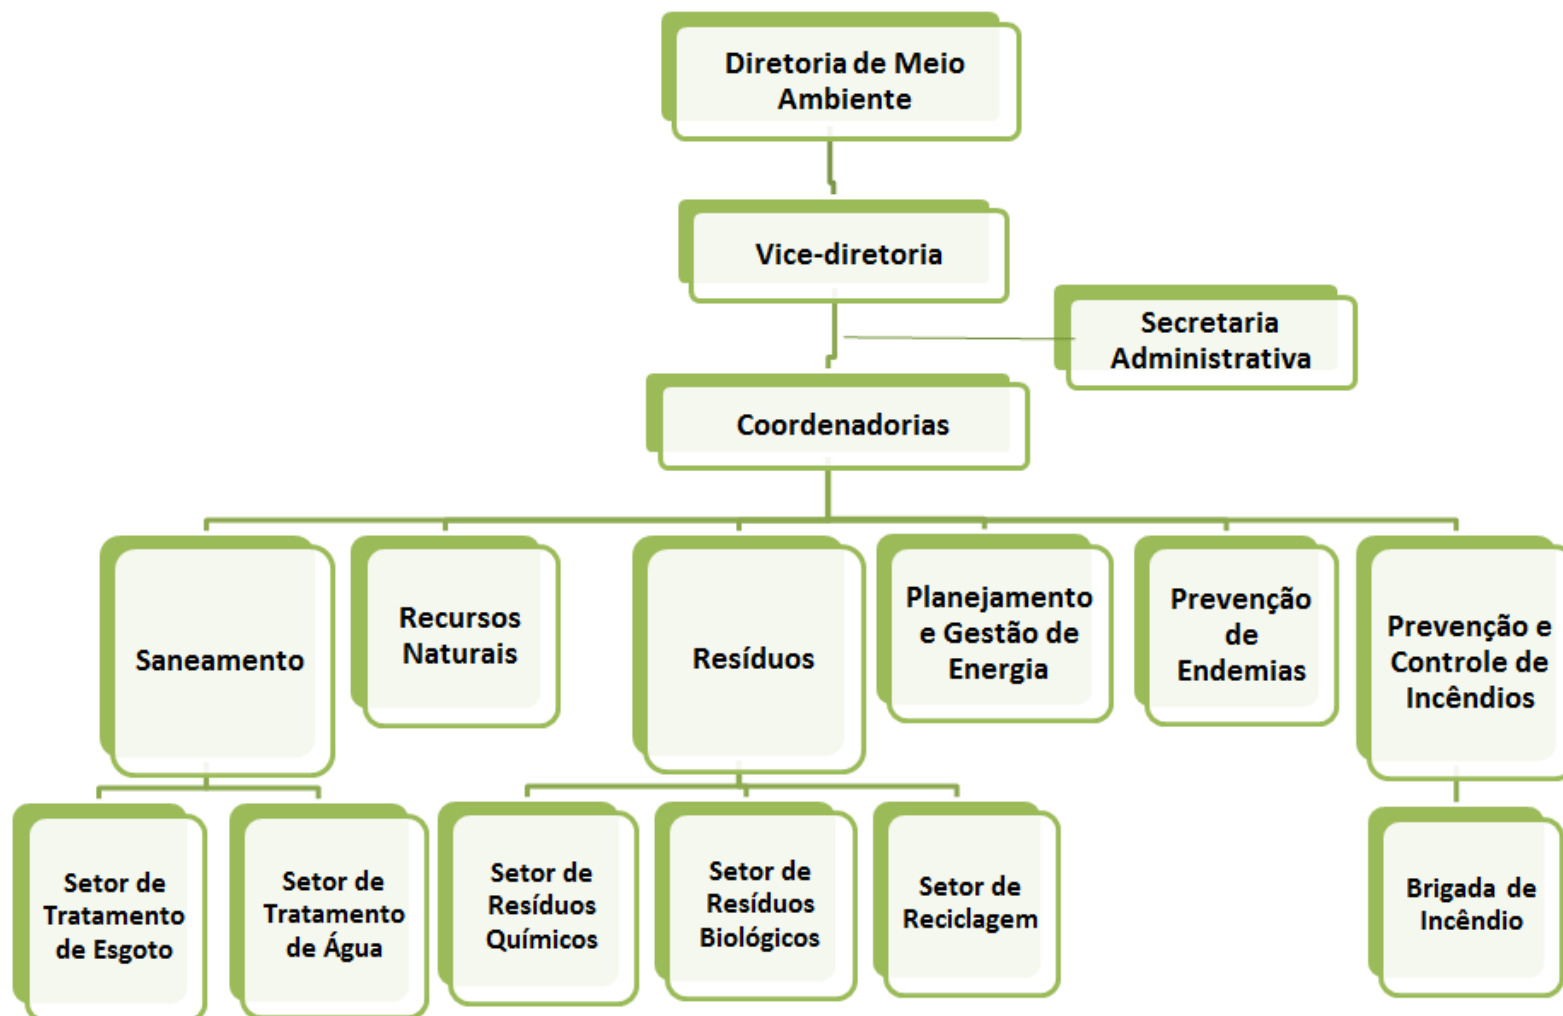 Diretoria de Meio
Ambiente
Vice-diretoria
Secretaria
Administrativa
Coordenadorias
Saneamento
Recursos
Naturais
Resíduos
Planejamento
e Gestão de
Energia
Prevenção
de
Endemias
Prevenção e
Controle de
Incêndios
Setor de
Tratamento
de Esgoto
Setor de
Tratamento
de Água
Setor de
Resíduos
Químicos
Setor de
Resíduos
Biológicos
Setor de
Reciclagem
Brigada de
Incêndio